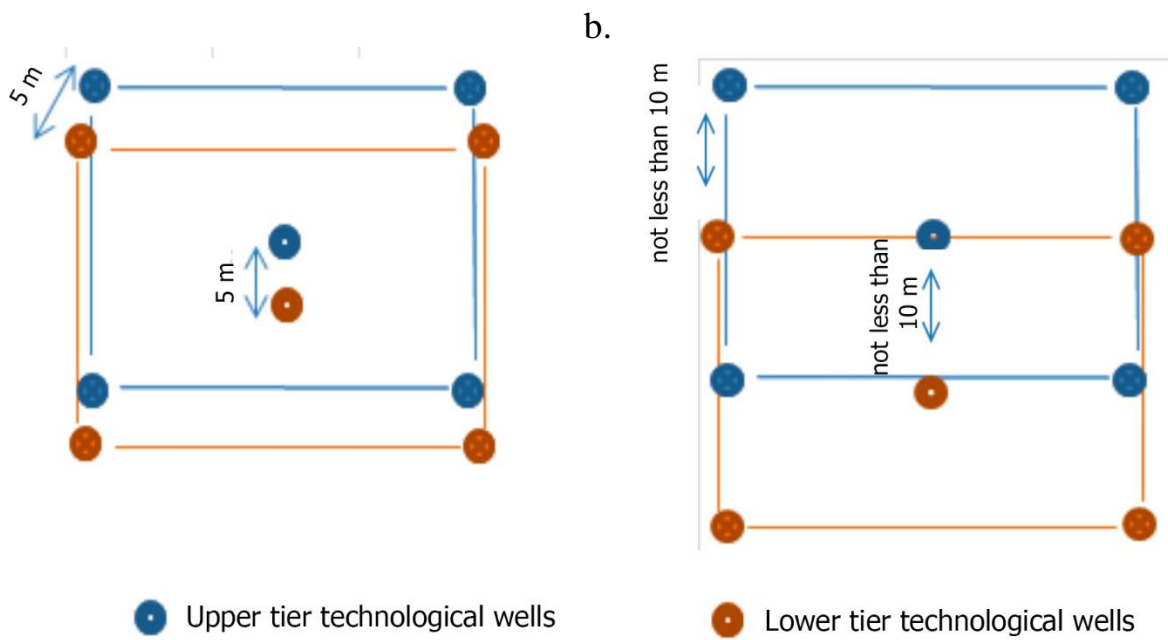 b.
5 m
5 m
not less than 10 m
not less than
10 m
Upper tier technological wells
Lower tier technological wells